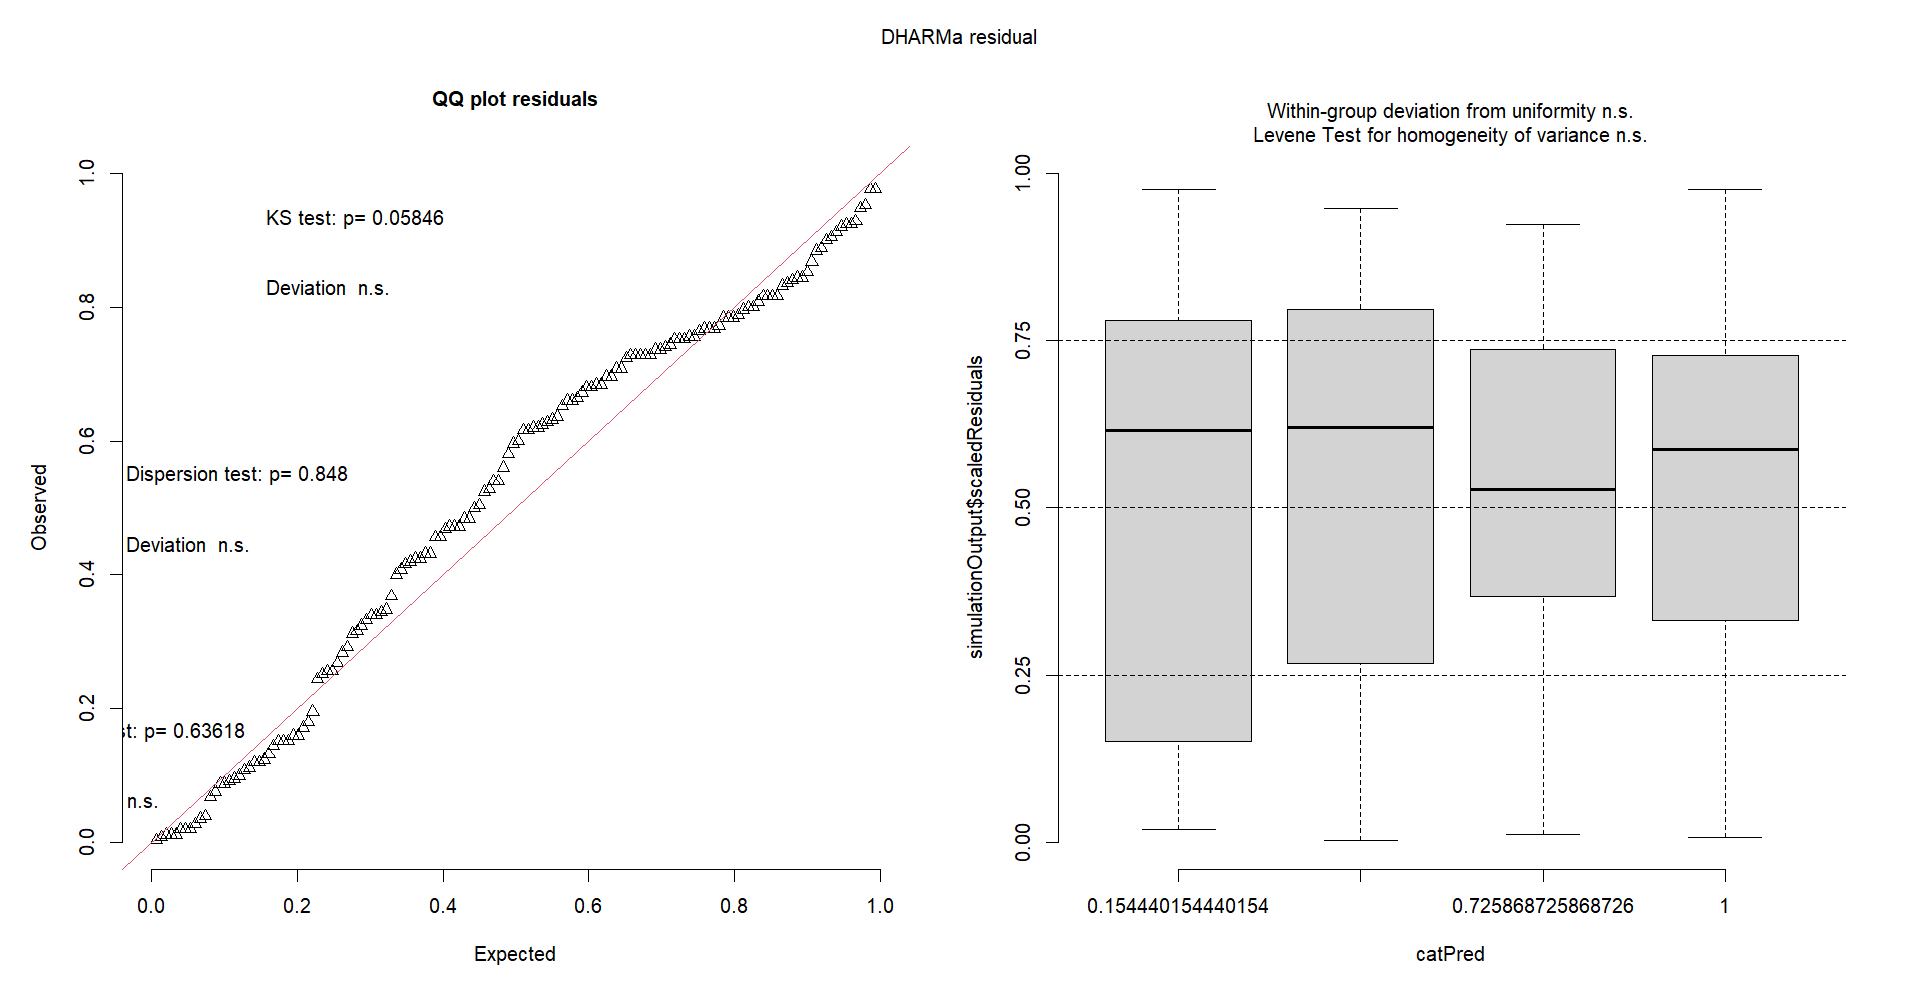 DHARMa residual
QQ plot residuals
KS test: p= 0.05846
Deviation  n.s.
Dispersion test: p= 0.848
Deviation  n.s.
p= 0.63618
n.s.
Observed
1.0
0.8
0.6
0.4
0.2
0.0
0.0 0.2 0.4 0.6 0.8 1.0
Expected
Within-group deviation from uniformity n.s.
Levene Test for homogeneity of variance n.s.
simulationOutput$scaledResiduals
1.00
0.75
0.50
0.25
0.00
0.154440154440154 0.725868725868726 1
catPred